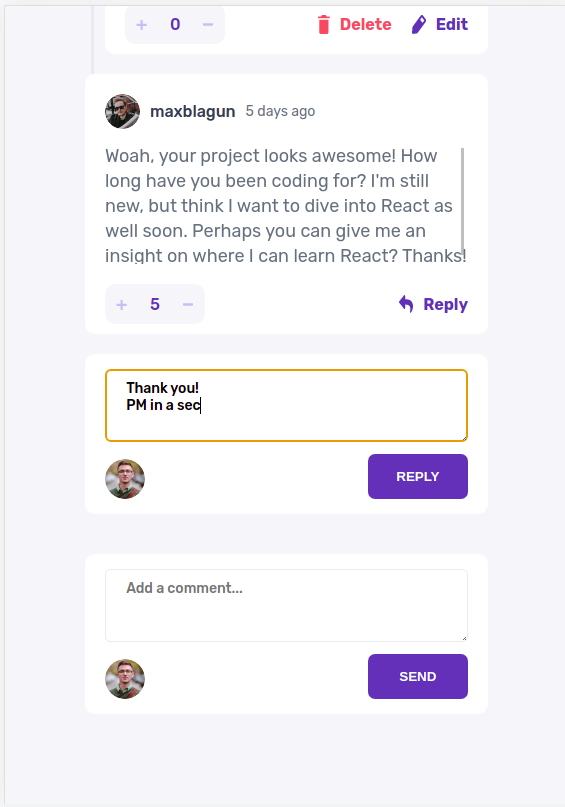 + 0 − Delete Edit
maxblagun 5 days ago
Woah, your project looks awesome! How
long have you been coding for? I'm still
new, but think I want to dive into React as
well soon. Perhaps you can give me an
insight on where I can learn React? Thanks!
+ 5 − Reply
Thank you!
PM in a sec
REPLY
Add a comment...
SEND